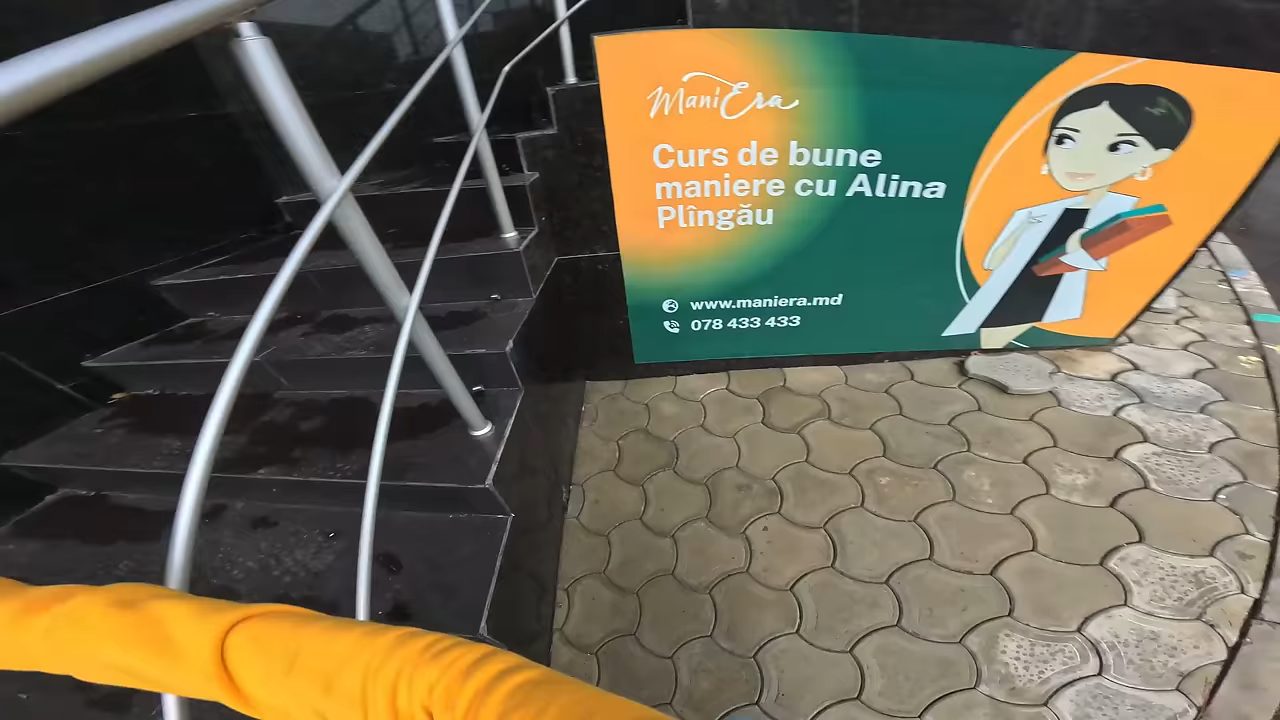 ManiEra
Curs de bune
maniere cu Alina
Plîngău
www.maniera.md
078 433 433